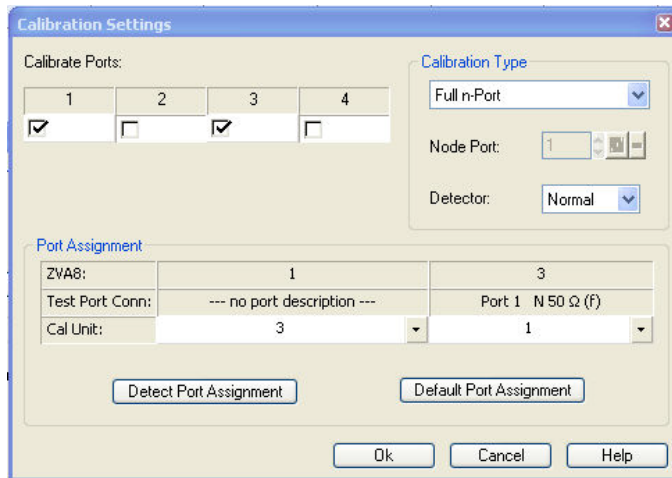 Calibration Settings
Calibrate Ports:
1 2 3 4
Calibration Type
Full n-Port
Node Port: 1
Detector: Normal
Port Assignment
ZVA8: 1 3
Test Port Conn: --- no port description --- Port 1 N 50 Ω (f)
Cal Unit: 3 1
Detect Port Assignment Default Port Assignment
Ok Cancel Help